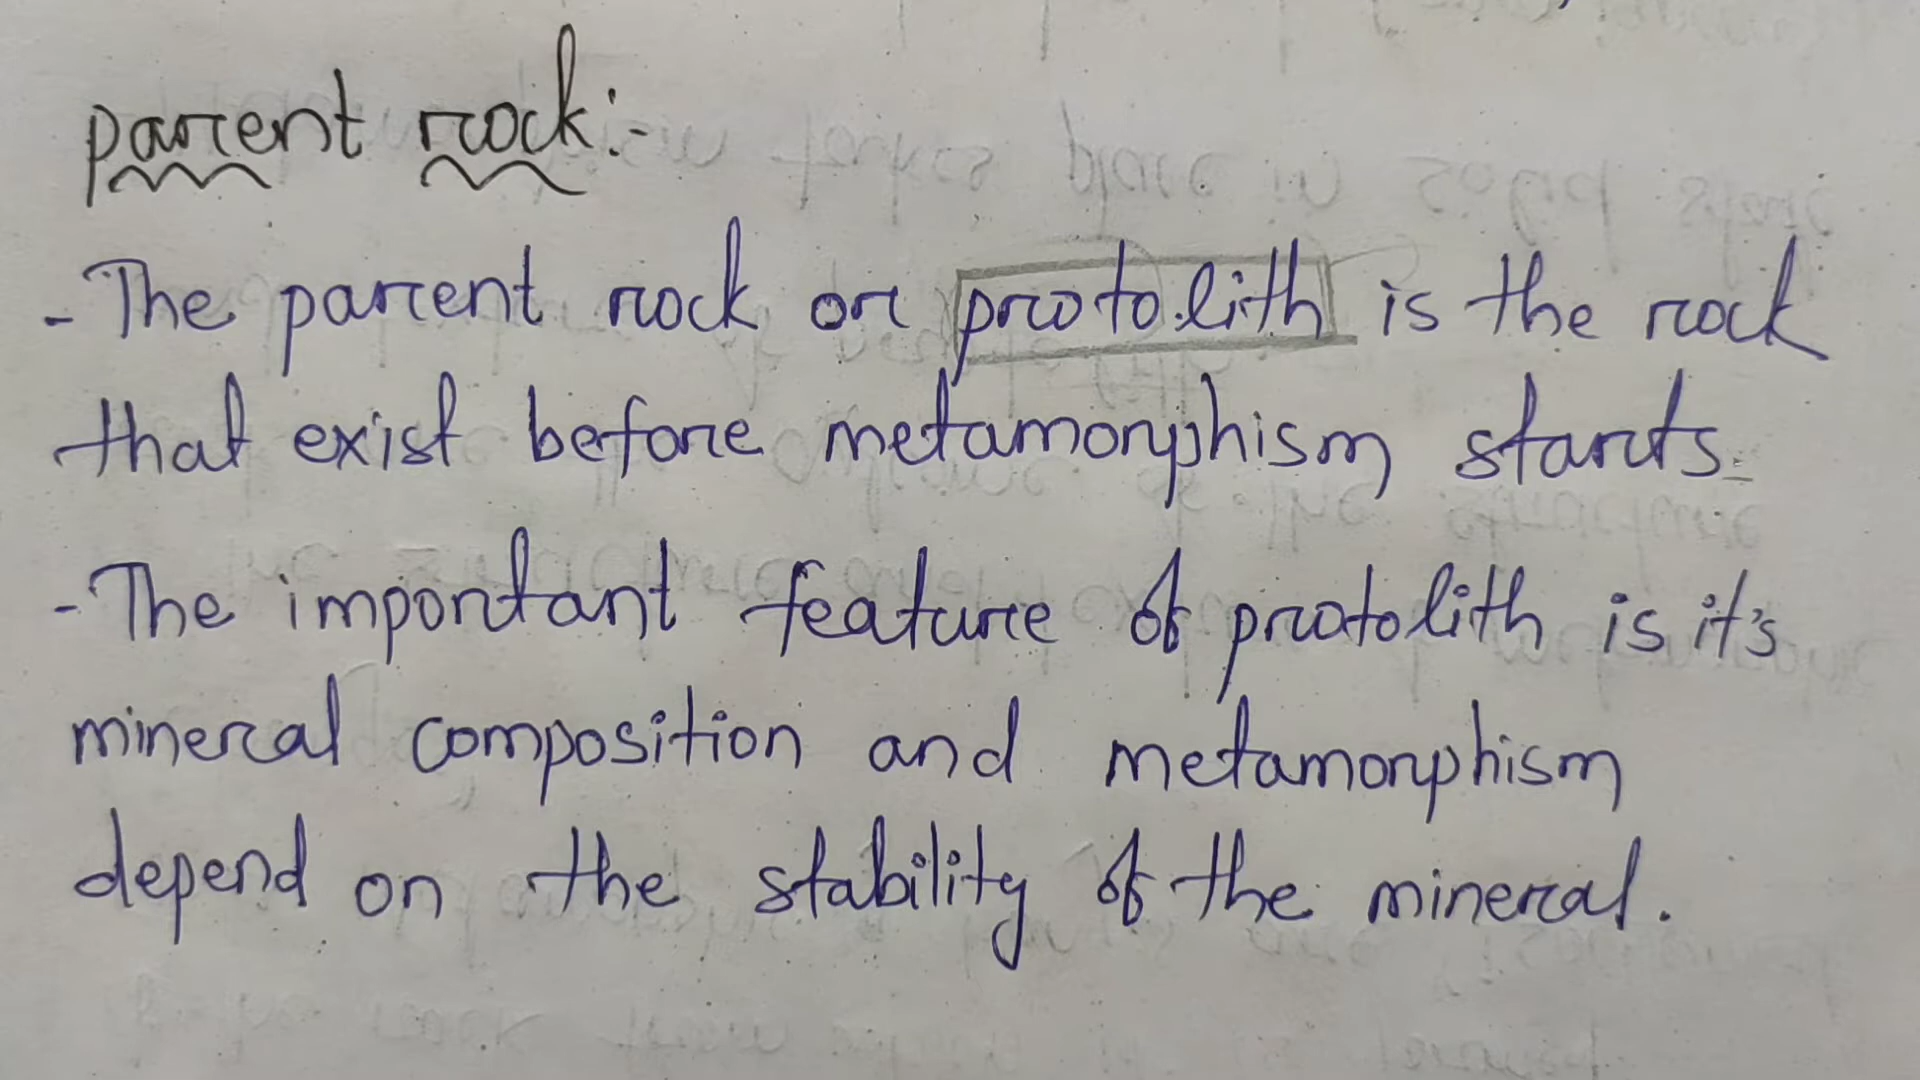 parent rock:-
- The parent rock or protolith is the rock
that exist before metamorphism starts.
- The important feature of protolith is it's
mineral composition and metamorphism
depend on the stability of the mineral.